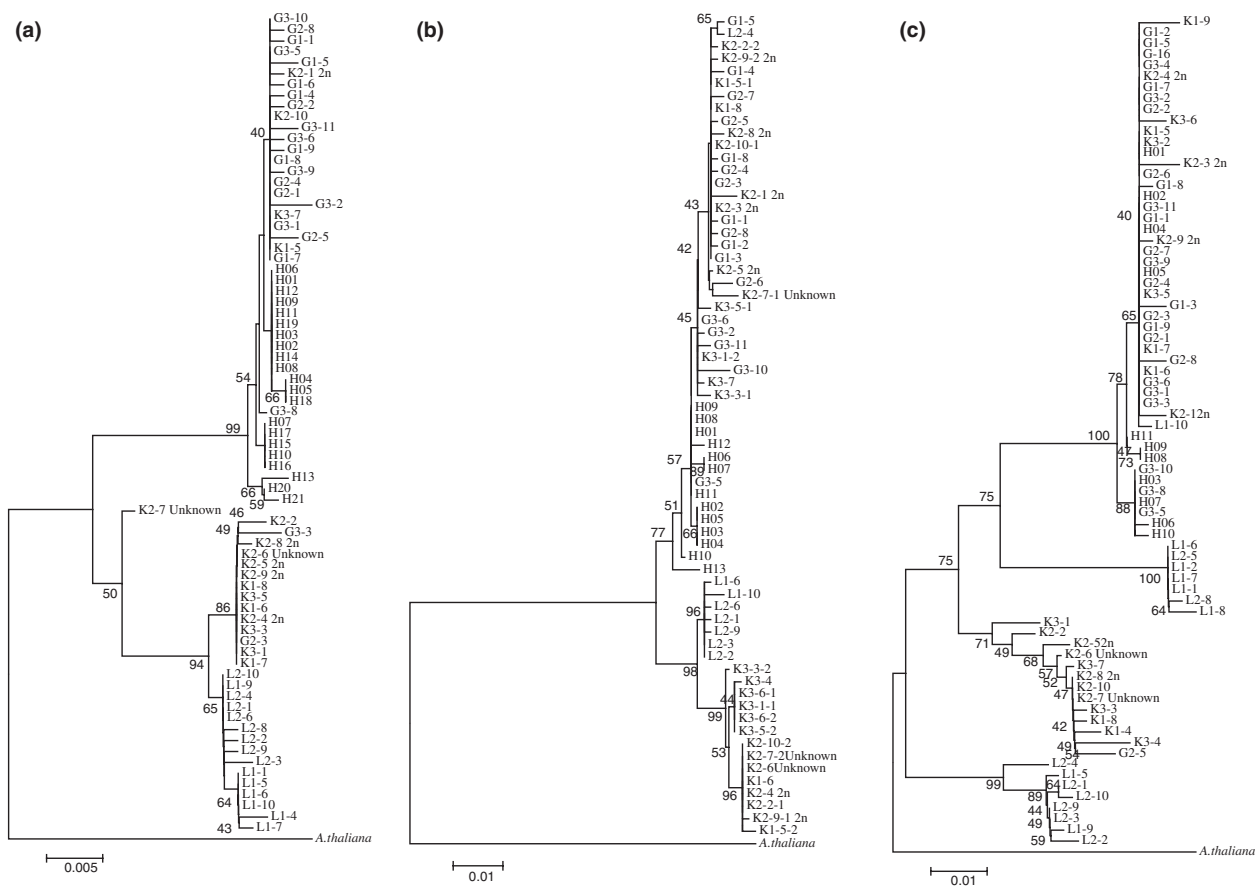 (a)
G3-10
G2-8
G1-1
G3-5
G1-5
K2-1 2n
G1-6
G1-4
G2-2
K2-10
G3-11
40
G3-6
G1-9
G1-8
G3-9
G2-4
G2-1
G3-2
K3-7
G3-1
G2-5
K1-5
G1-7
H06
H01
H12
H09
H11
H19
H03
H02
H14
H08
54
H04
H05
66
H18
G3-8
H07
99
H17
H15
H10
H16
H13
66
H20
59
H21
K2-7 Unknown
46
K2-2
49
G3-3
K2-8 2n
K2-6 Unknown
K2-5 2n
K2-9 2n
50
K1-8
K3-5
86
K1-6
K2-4 2n
K3-3
G2-3
K3-1
K1-7
94
L2-10
L1-9
L2-4
65
L2-1
L2-6
L2-8
L2-2
L2-9
L2-3
L1-1
L1-5
L1-6
64
L1-10
L1-4
43
L1-7
A.thaliana
0.005
(b)
65
G1-5
L2-4
K2-2-2
K2-9-2 2n
G1-4
K1-5-1
G2-7
K1-8
G2-5
K2-8 2n
K2-10-1
G1-8
G2-4
G2-3
K2-1 2n
43
K2-3 2n
G1-1
G2-8
42
G1-2
G1-3
K2-5 2n
G2-6
K2-7-1 Unknown
K3-5-1
45
G3-6
G3-2
G3-11
K3-1-2
G3-10
K3-7
K3-3-1
H09
H08
H01
H12
57
H06
89
H07
G3-5
H11
51
H02
H05
66
H03
77
H04
H10
H13
L1-6
L1-10
96
L2-6
L2-1
L2-9
L2-3
L2-2
98
K3-3-2
K3-4
44
K3-6-1
K3-1-1
99
K3-6-2
K3-5-2
53
K2-10-2
K2-7-2Unknown
K2-6Unknown
K1-6
96
K2-4 2n
K2-2-1
K2-9-1 2n
K1-5-2
A.thaliana
0.01
(c)
K1-9
G1-2
G1-5
G-16
G3-4
K2-4 2n
G1-7
G3-2
G2-2
K3-6
K1-5
K3-2
H01
K2-3 2n
G2-6
G1-8
H02
G3-11
40
G1-1
H04
K2-9 2n
G2-7
G3-9
H05
G2-4
K3-5
G1-3
65
G2-3
G1-9
G2-1
K1-7
G2-8
78
K1-6
G3-6
G3-1
G3-3
K2-12n
L1-10
100
H11
47
H09
73
H08
G3-10
H03
G3-8
75
88
H07
G3-5
H06
H10
L1-6
L2-5
75
L1-2
100
L1-7
L1-1
L2-8
64
L1-8
K3-1
71
K2-2
49
K2-52n
68
K2-6 Unknown
57
K3-7
52
K2-8 2n
47
K2-10
K2-7 Unknown
K3-3
42
K1-8
K1-4
49
K3-4
54
G2-5
L2-4
99
L1-5
64
L2-1
89
L2-10
44
L2-9
49
L2-3
L1-9
59
L2-2
A.thaliana
0.01